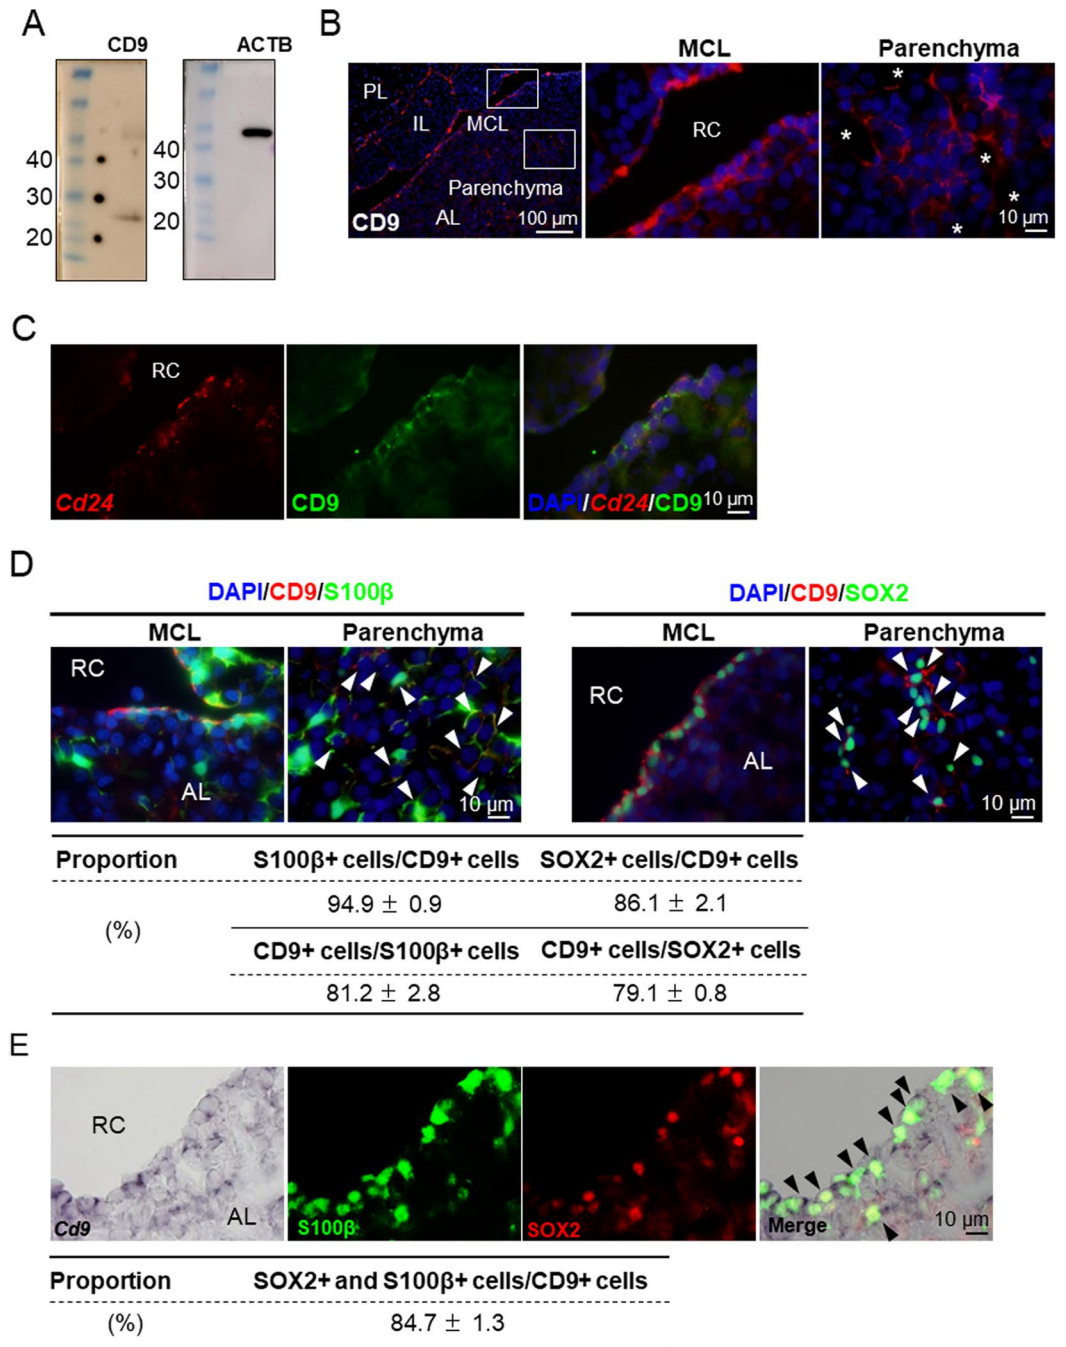 A
CD9
ACTB
40
30
20
40
30
20
B
MCL
Parenchyma
PL
IL
MCL
Parenchyma
AL
CD9
100 µm
RC
*
*
*
*
*
10 µm
C
RC
Cd24
CD9
DAPI/Cd24/CD9
10 µm
D
DAPI/CD9/S100β
MCL
Parenchyma
RC
AL
10 µm
DAPI/CD9/SOX2
MCL
Parenchyma
RC
AL
10 µm
Proportion S100β+ cells/CD9+ cells SOX2+ cells/CD9+ cells
94.9 ± 0.9 86.1 ± 2.1
(%)
CD9+ cells/S100β+ cells CD9+ cells/SOX2+ cells
81.2 ± 2.8 79.1 ± 0.8
E
RC
AL
Cd9
S100β
SOX2
Merge
10 µm
Proportion SOX2+ and S100β+ cells/CD9+ cells
(%) 84.7 ± 1.3